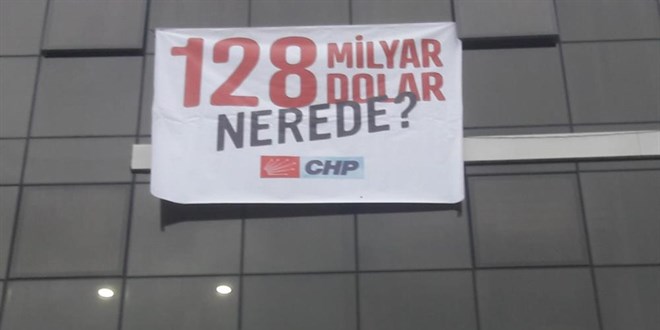 128 MİLYAR
DOLAR
NEREDE?
CHP